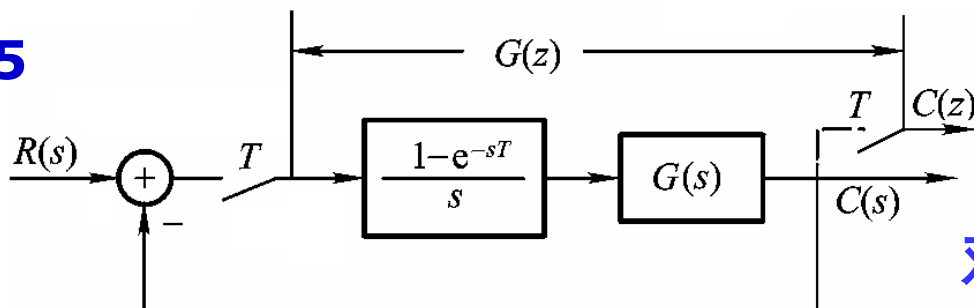 5
G(z)
T
C(z)
R(s)
T
+
1−e^{−sT}
s
G(s)
C(s)
−